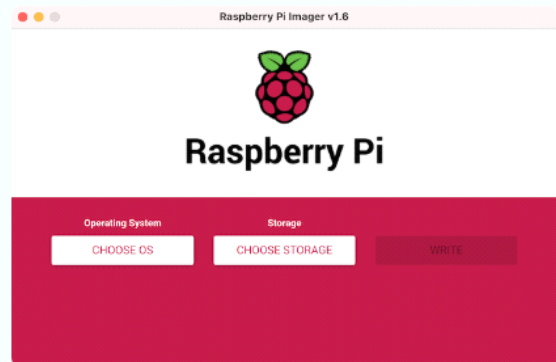 Raspberry Pi Imager v1.6
Raspberry Pi
Operating System
Storage
CHOOSE OS
CHOOSE STORAGE
WRITE